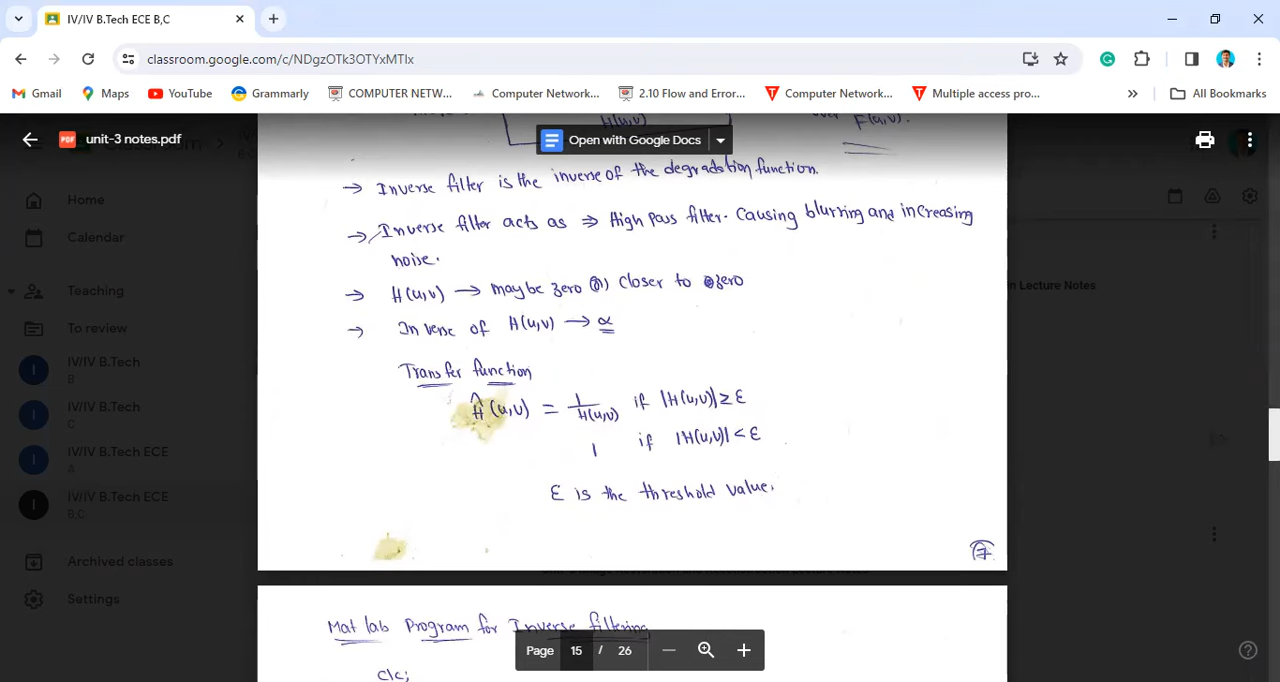 IV/IV B.Tech ECE B,C
classroom.google.com/c/NDgzOTk3OTYxMTIx
Gmail Maps YouTube Grammarly COMPUTER NETW... Computer Network... 2.10 Flow and Error... Computer Network... Multiple access pro... » All Bookmarks
unit-3 notes.pdf
Open with Google Docs
H(u,v)
F(u,v).
Home
Calendar
Teaching
To review
IV/IV B.Tech
B
IV/IV B.Tech
C
IV/IV B.Tech ECE
A
IV/IV B.Tech ECE
B,C
Archived classes
Settings
→ Inverse filter is the inverse of the degradation function.
→ Inverse filter acts as ⇒ High pass filter. Causing blurring and increasing
noise.
→ H(u,v) → maybe zero (or) closer to zero
→ Inverse of H(u,v) → α
Transfer function
Ĥ(u,v) = 1/H(u,v) if |H(u,v)| ≥ ε
1 if |H(u,v)| < ε
ε is the threshold value.
7
m Lecture Notes
Mat lab Program for Inverse filtering
clc;
Page 15 / 26